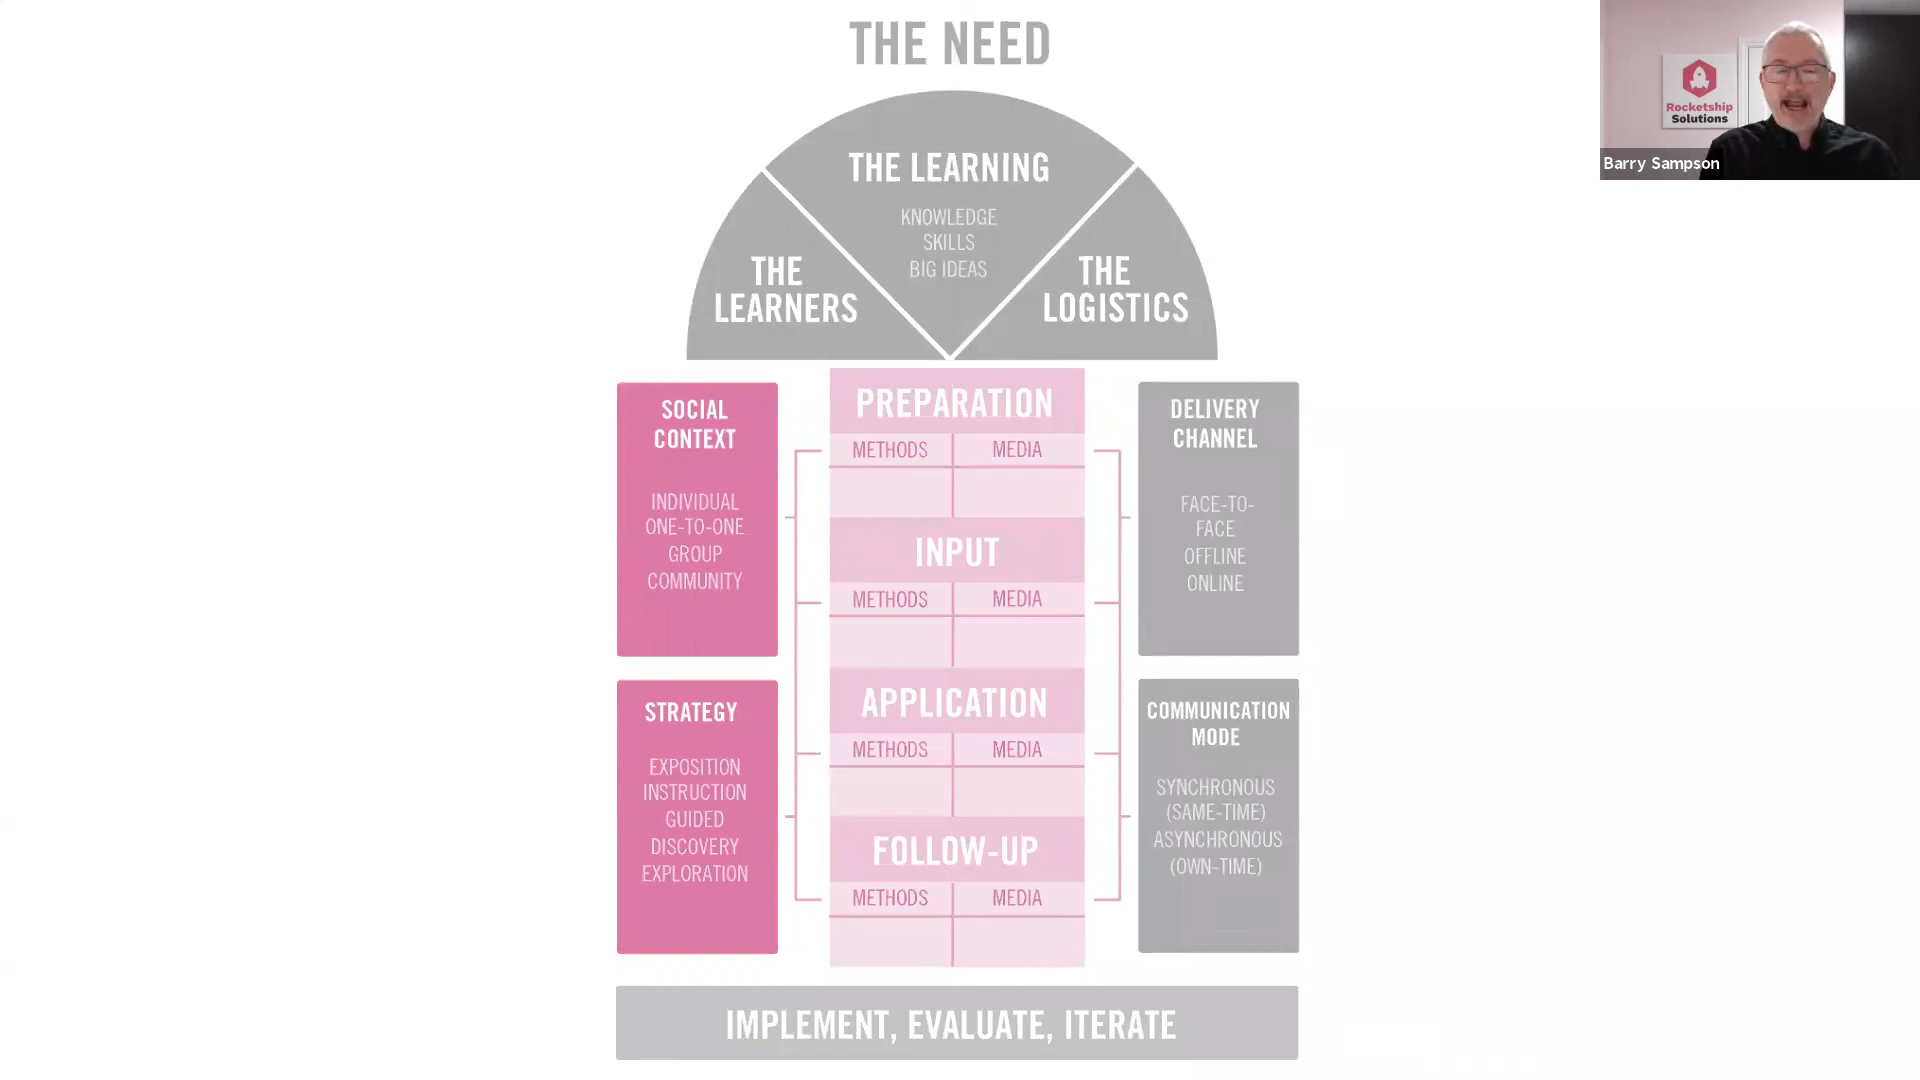 THE NEED
THE LEARNING
KNOWLEDGE
SKILLS
BIG IDEAS
THE
LEARNERS
THE
LOGISTICS
SOCIAL
CONTEXT
INDIVIDUAL
ONE-TO-ONE
GROUP
COMMUNITY
STRATEGY
EXPOSITION
INSTRUCTION
GUIDED
DISCOVERY
EXPLORATION
PREPARATION
METHODS MEDIA
INPUT
METHODS MEDIA
APPLICATION
METHODS MEDIA
FOLLOW-UP
METHODS MEDIA
DELIVERY
CHANNEL
FACE-TO-
FACE
OFFLINE
ONLINE
COMMUNICATION
MODE
SYNCHRONOUS
(SAME-TIME)
ASYNCHRONOUS
(OWN-TIME)
IMPLEMENT, EVALUATE, ITERATE
Rocketship
Solutions
Barry Sampson